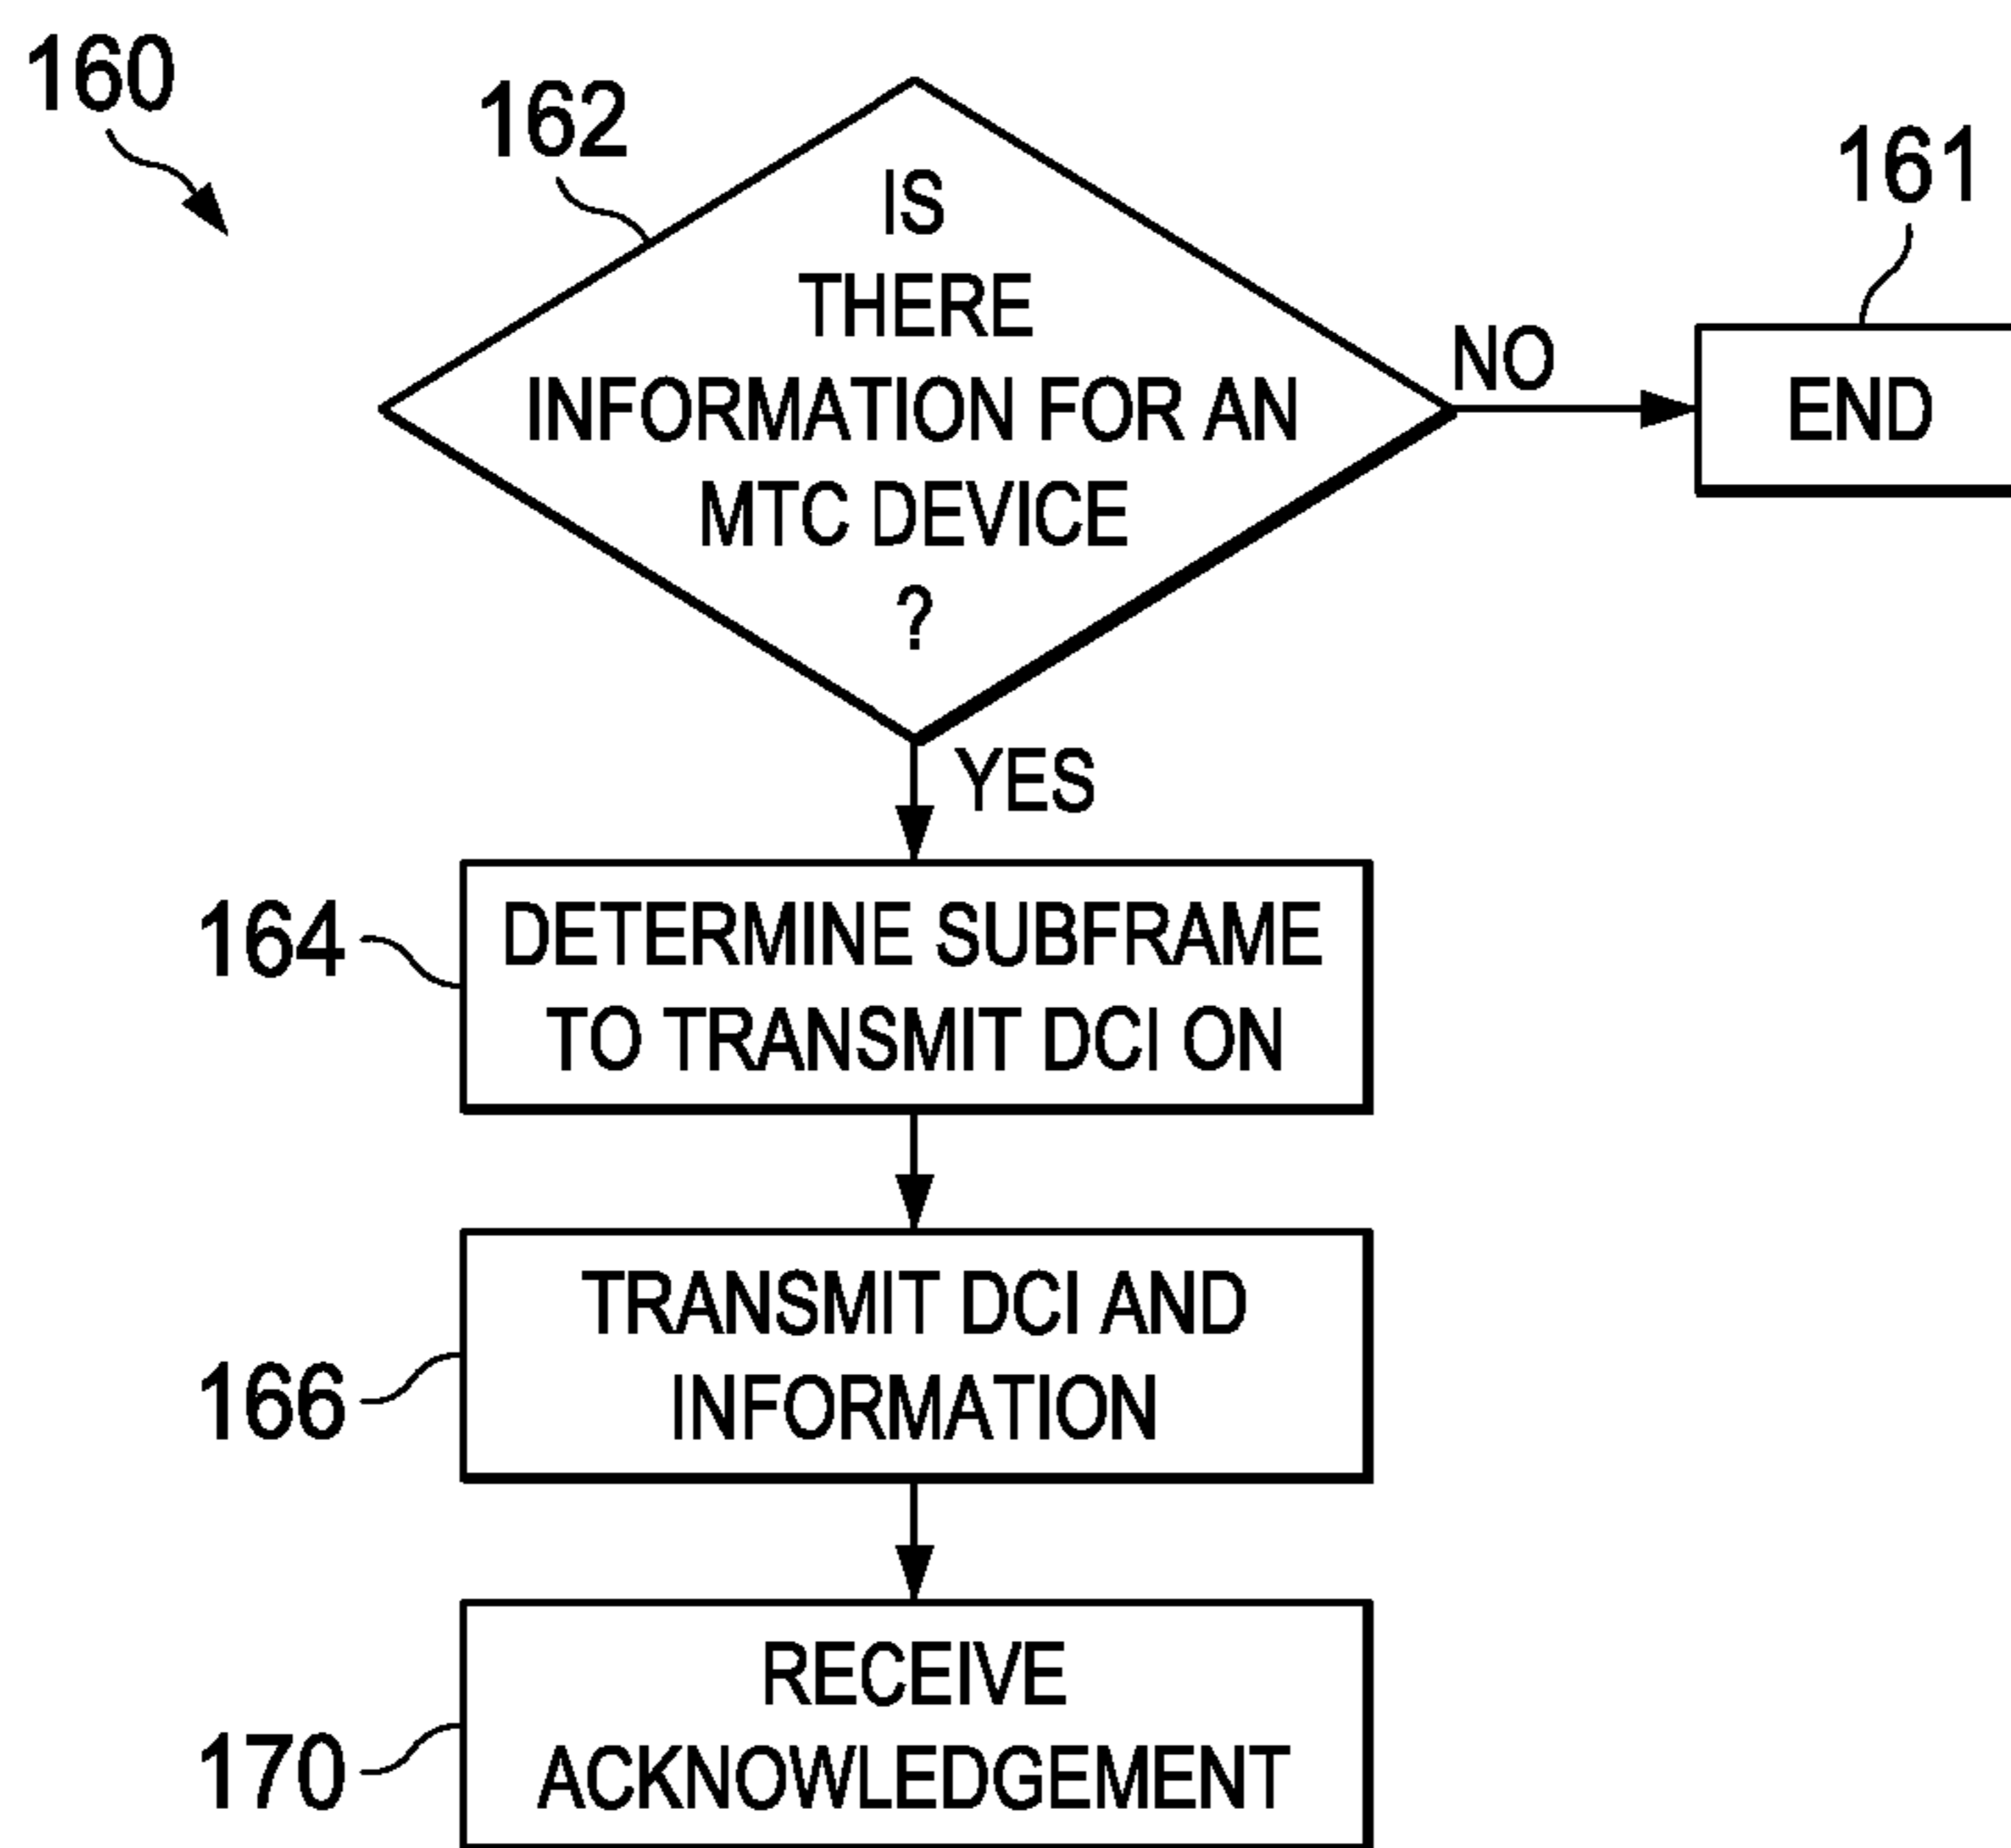 160
162
161
IS
THERE
INFORMATION FOR AN
MTC DEVICE
?
NO
END
YES
164
DETERMINE SUBFRAME
TO TRANSMIT DCI ON
TRANSMIT DCI AND
INFORMATION
166
RECEIVE
ACKNOWLEDGEMENT
170